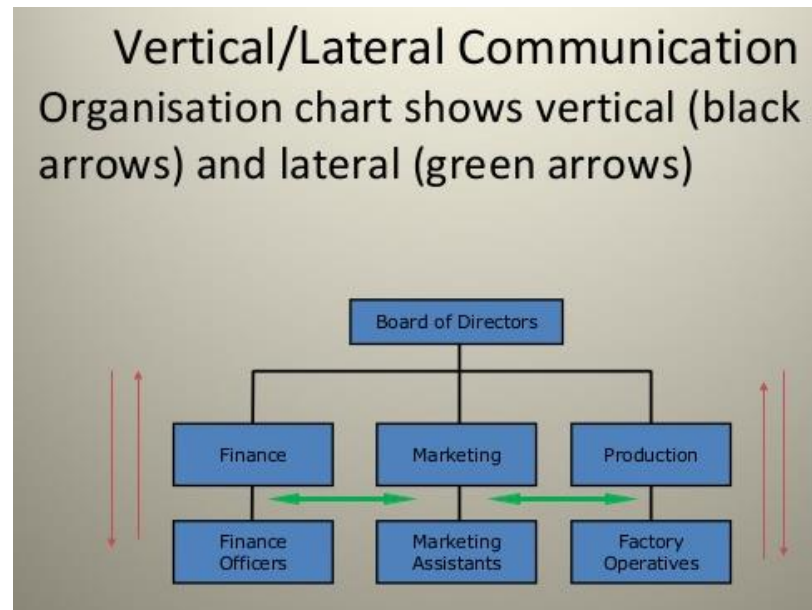 Vertical/Lateral Communication
Organisation chart shows vertical (black
arrows) and lateral (green arrows)
Board of Directors
Finance
Marketing
Production
Finance
Officers
Marketing
Assistants
Factory
Operatives